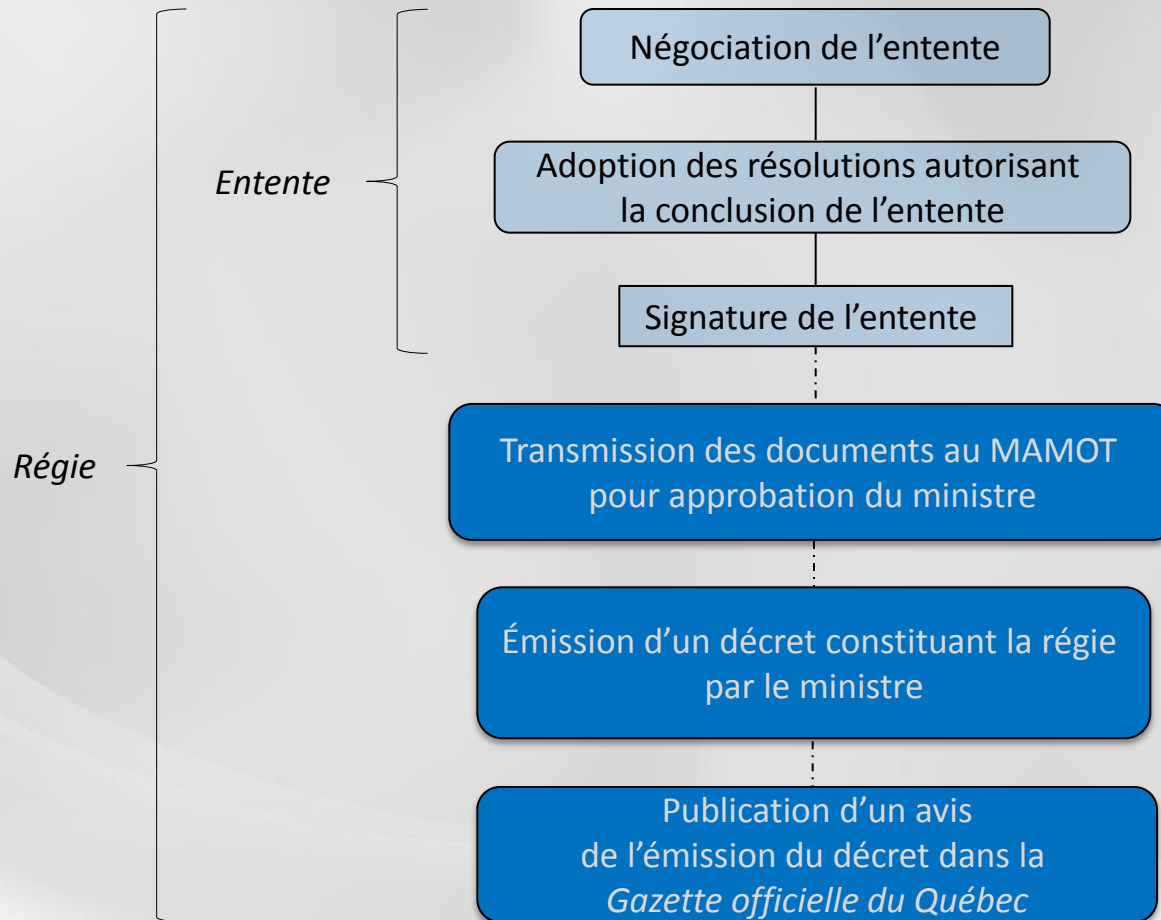 Négociation de l’entente
Entente
Adoption des résolutions autorisant
la conclusion de l’entente
Signature de l’entente
Régie
Transmission des documents au MAMOT
pour approbation du ministre
Émission d’un décret constituant la régie
par le ministre
Publication d’un avis
de l’émission du décret dans la
Gazette officielle du Québec